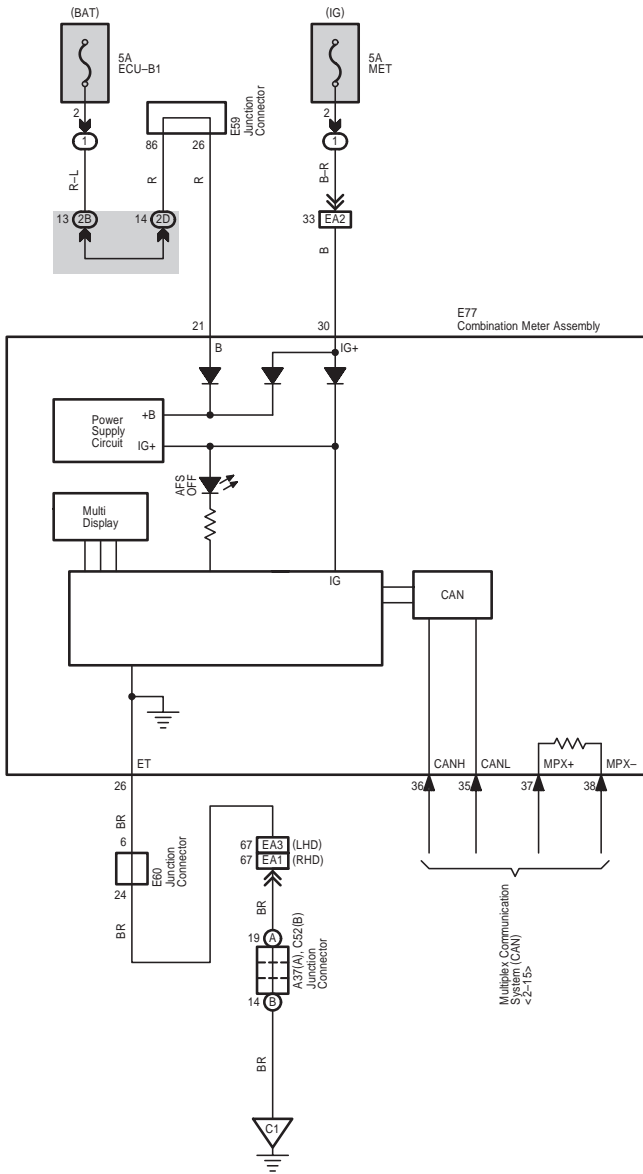 (BAT)
(IG)
5A
ECU–B1
5A
MET
2
2
1
1
E59
Junction
Connector
86
26
R–L
R
R
B–R
13
2B
14
2D
33
EA2
B
E77
Combination Meter Assembly
21
30
B
IG+
Power
Supply
Circuit
+B
IG+
AFS
OFF
Multi
Display
IG
CAN
ET
CANH
CANL
MPX+
MPX–
26
36
35
37
38
BR
6
E60
Junction
Connector
24
BR
67
EA3
(LHD)
67
EA1
(RHD)
BR
19
A
A37(A), C52(B)
Junction
Connector
14
B
BR
C1
Multiplex Communication
System (CAN)
<2–15>